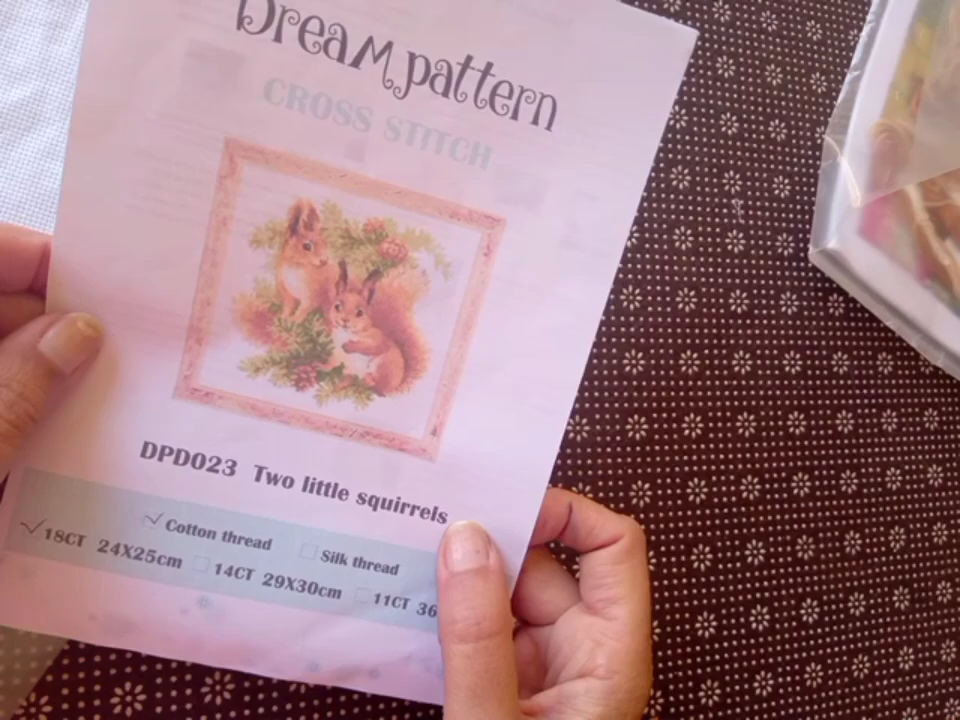 Dream pattern
CROSS STITCH
DPD023 Two little squirrels
Cotton thread Silk thread
18CT 24X25cm 14CT 29X30cm 11CT 36